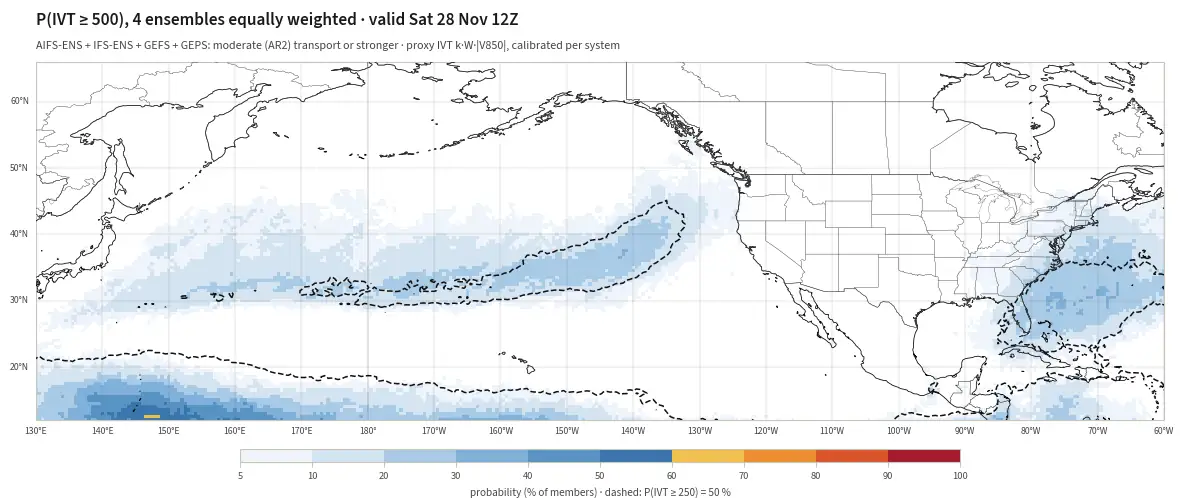 P(IVT ≥ 500), 4 ensembles equally weighted · valid Sat 28 Nov 12Z
AIFS-ENS + IFS-ENS + GEFS + GEPS: moderate (AR2) transport or stronger · proxy IVT k·W·|V850|, calibrated per system
60°N
50°N
40°N
30°N
20°N
130°E 140°E 150°E 160°E 170°E 180° 170°W 160°W 150°W 140°W 130°W 120°W 110°W 100°W 90°W 80°W 70°W 60°W
5 10 20 30 40 50 60 70 80 90 100
probability (% of members) · dashed: P(IVT ≥ 250) = 50 %